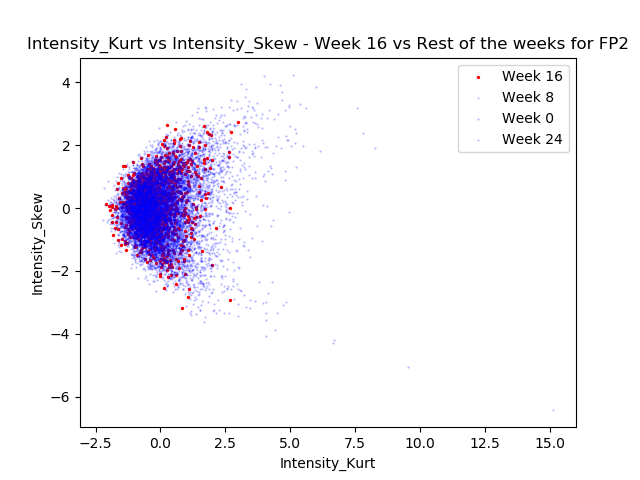 Intensity_Kurt vs Intensity_Skew - Week 16 vs Rest of the weeks for FP2
Week 16
Week 8
Week 0
Week 24
4
2
0
−2
−4
−6
Intensity_Skew
−2.5 0.0 2.5 5.0 7.5 10.0 12.5 15.0
Intensity_Kurt